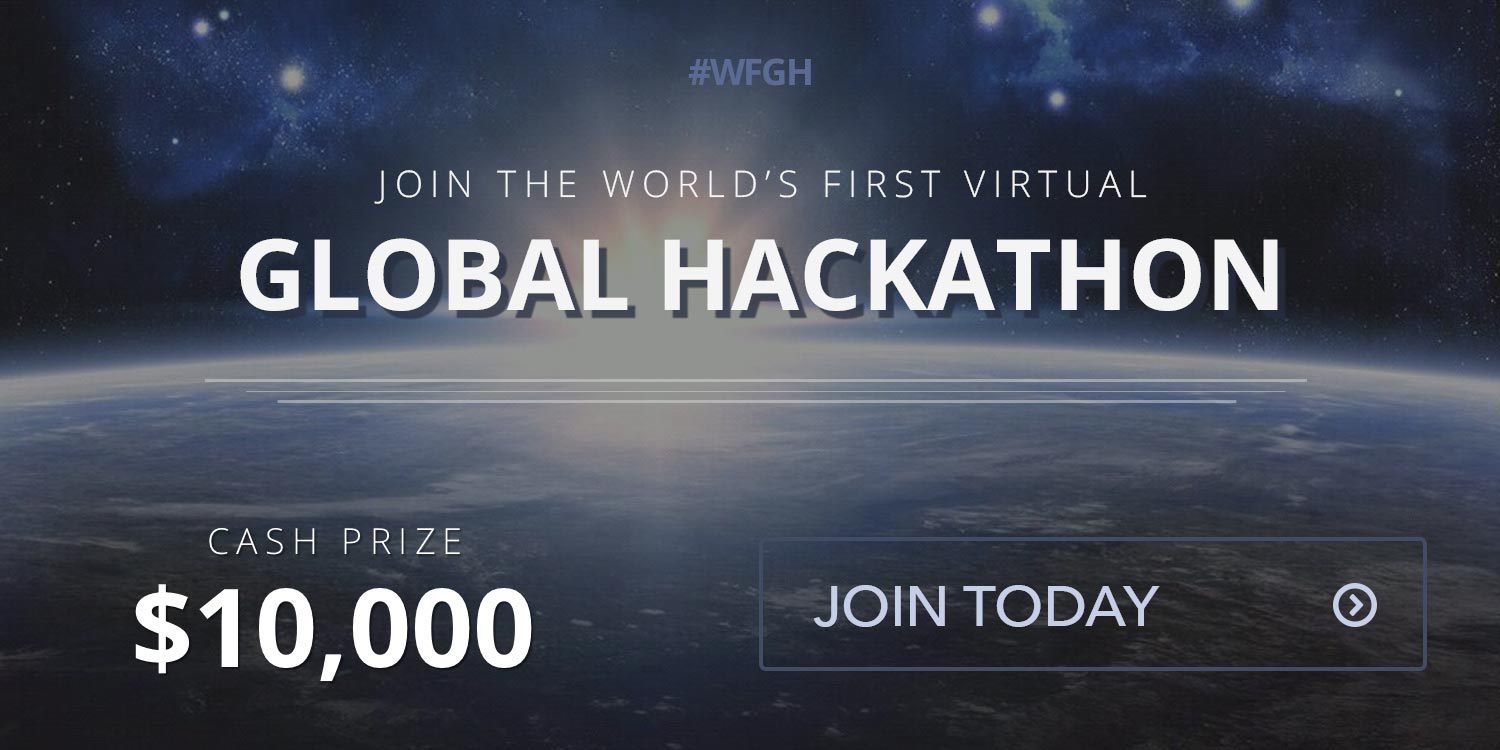 #WFGH
JOIN THE WORLD’S FIRST VIRTUAL
GLOBAL HACKATHON
CASH PRIZE
$10,000
JOIN TODAY